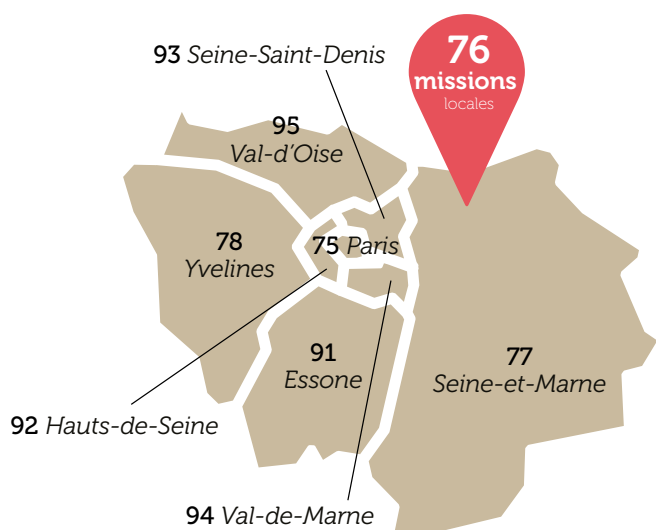 93 Seine-Saint-Denis
76
missions
locales
95
Val-d'Oise
78
Yvelines
75 Paris
91
Essone
77
Seine-et-Marne
92 Hauts-de-Seine
94 Val-de-Marne